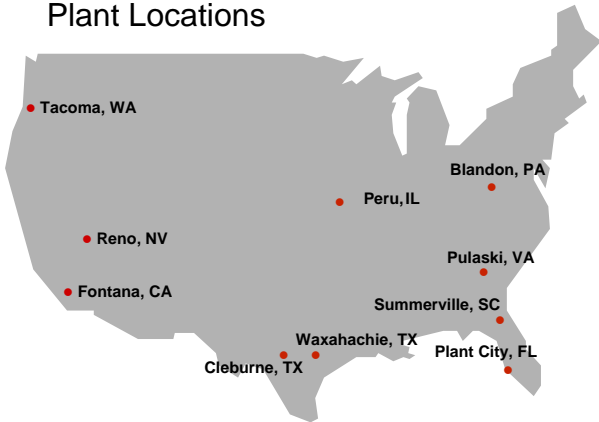 Plant Locations
Tacoma, WA
Blandon, PA
Peru, IL
Reno, NV
Pulaski, VA
Fontana, CA
Summerville, SC
Waxahachie, TX
Plant City, FL
Cleburne, TX